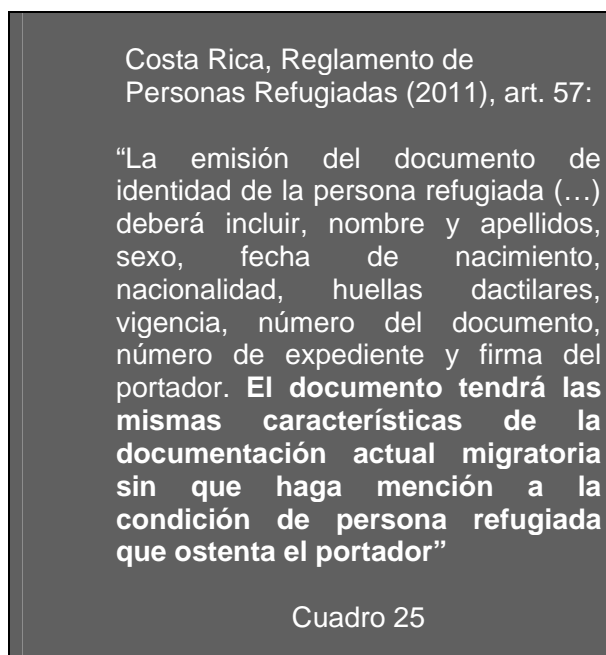 Costa Rica, Reglamento de
Personas Refugiadas (2011), art. 57:
“La emisión del documento de
identidad de la persona refugiada (…)
deberá incluir, nombre y apellidos,
sexo, fecha de nacimiento,
nacionalidad, huellas dactilares,
vigencia, número del documento,
número de expediente y firma del
portador. El documento tendrá las
mismas características de la
documentación actual migratoria
sin que haga mención a la
condición de persona refugiada
que ostenta el portador”
Cuadro 25